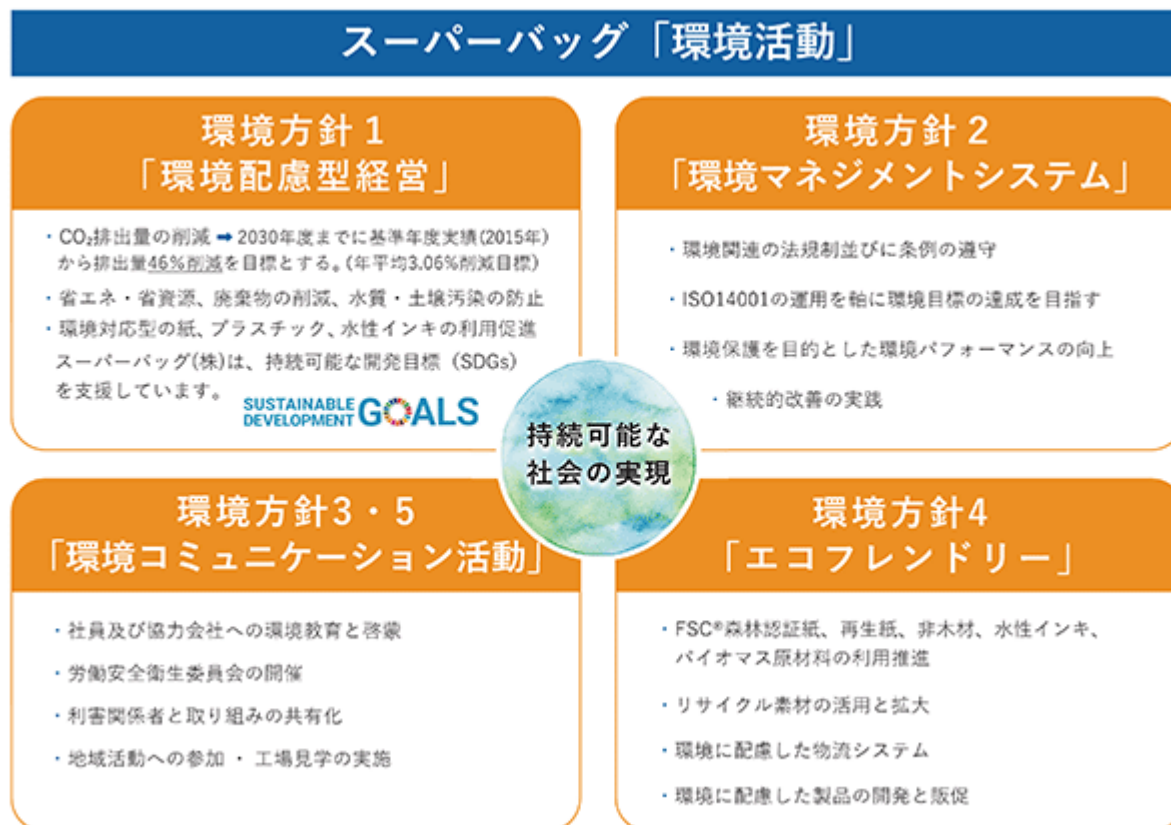 スーパーバッグ「環境活動」
環境方針1
「環境配慮型経営」
・CO₂排出量の削減 ➡ 2030年度までに基準年度実績(2015年)
から排出量46%削減を目標とする。(年平均3.06%削減目標)
・省エネ・省資源、廃棄物の削減、水質・土壌汚染の防止
・環境対応型の紙、プラスチック、水性インキの利用促進
スーパーバッグ(株)は、持続可能な開発目標（SDGs）
を支援しています。
SUSTAINABLE
DEVELOPMENT GOALS
環境方針2
「環境マネジメントシステム」
・環境関連の法規制並びに条例の遵守
・ISO14001の運用を軸に環境目標の達成を目指す
・環境保護を目的とした環境パフォーマンスの向上
・継続的改善の実践
持続可能な
社会の実現
環境方針3・5
「環境コミュニケーション活動」
・社員及び協力会社への環境教育と啓蒙
・労働安全衛生委員会の開催
・利害関係者と取り組みの共有化
・地域活動への参加 ・ 工場見学の実施
環境方針4
「エコフレンドリー」
・FSC®森林認証紙、再生紙、非木材、水性インキ、
バイオマス原材料の利用推進
・リサイクル素材の活用と拡大
・環境に配慮した物流システム
・環境に配慮した製品の開発と販促